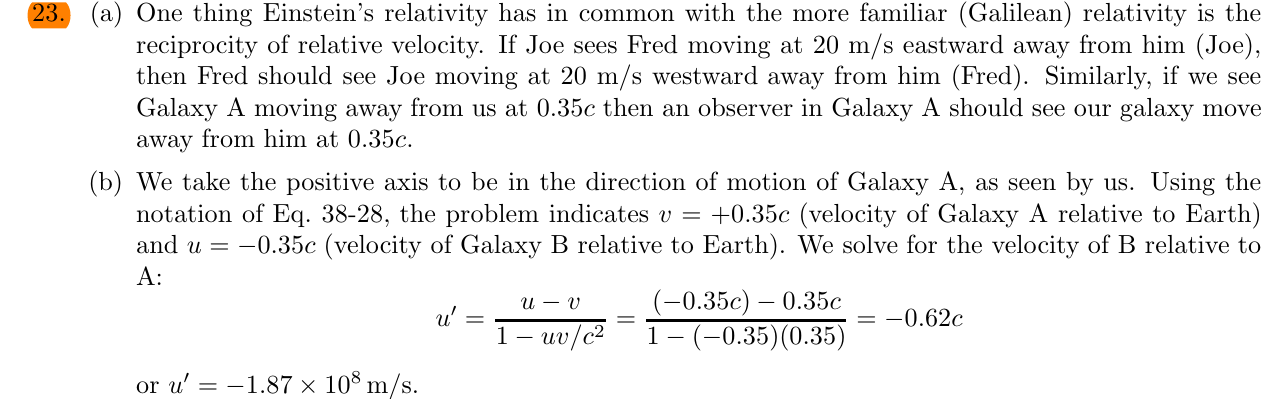 23. (a) One thing Einstein's relativity has in common with the more familiar (Galilean) relativity is the
reciprocity of relative velocity. If Joe sees Fred moving at 20 m/s eastward away from him (Joe),
then Fred should see Joe moving at 20 m/s westward away from him (Fred). Similarly, if we see
Galaxy A moving away from us at 0.35c then an observer in Galaxy A should see our galaxy move
away from him at 0.35c.
(b) We take the positive axis to be in the direction of motion of Galaxy A, as seen by us. Using the
notation of Eq. 38-28, the problem indicates v = +0.35c (velocity of Galaxy A relative to Earth)
and u = −0.35c (velocity of Galaxy B relative to Earth). We solve for the velocity of B relative to
A:
u′ = (u − v) / (1 − uv/c²) = ((−0.35c) − 0.35c) / (1 − (−0.35)(0.35)) = −0.62c
or u′ = −1.87 × 10⁸ m/s.